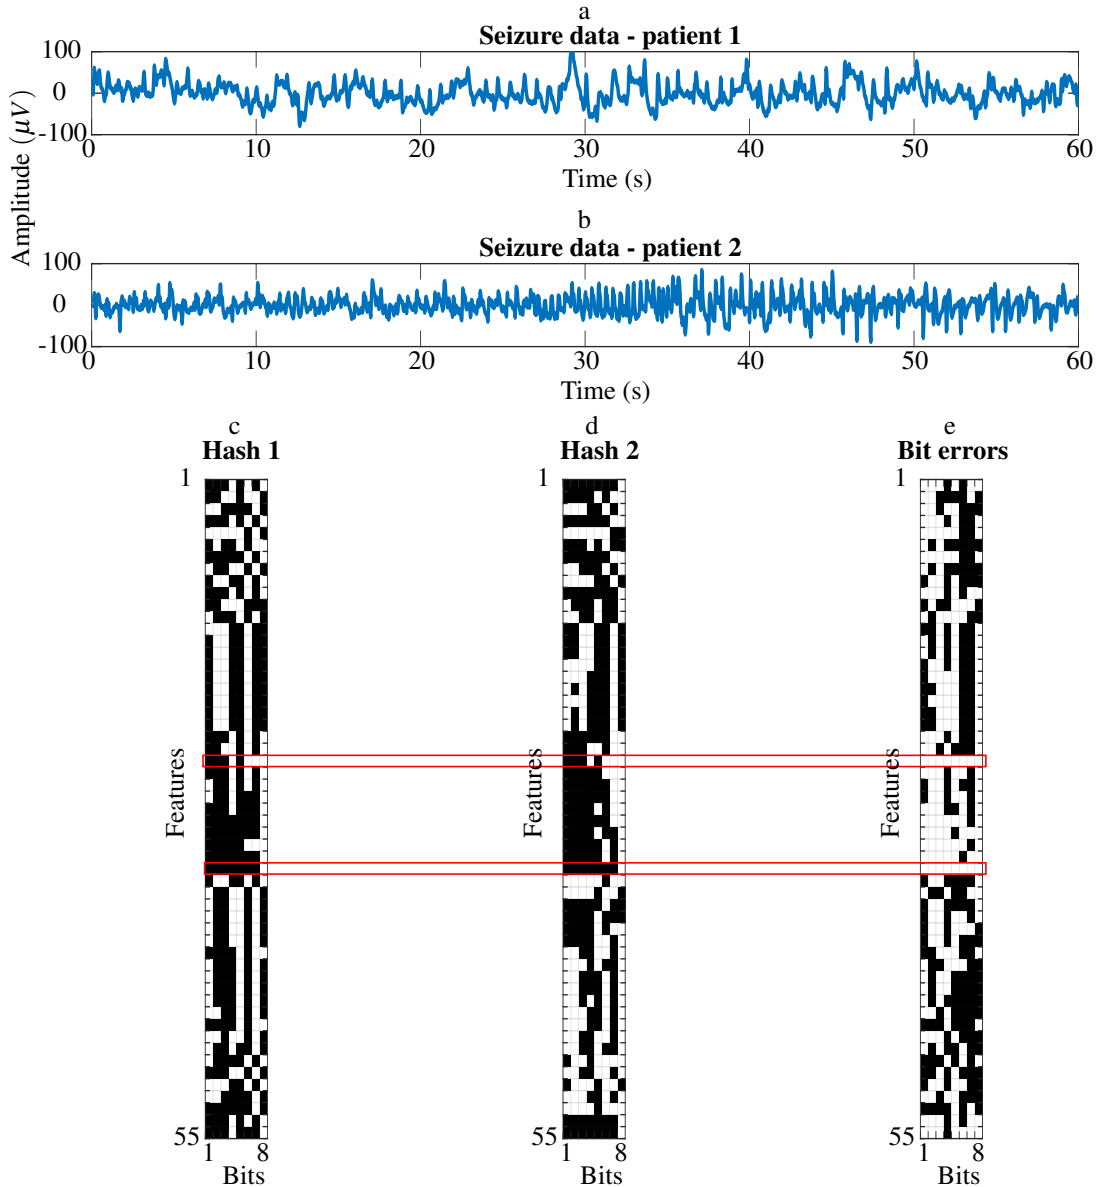 a
Seizure data - patient 1
100
0
-100
0 10 20 30 40 50 60
Time (s)
Amplitude (μV)
b
Seizure data - patient 2
100
0
-100
0 10 20 30 40 50 60
Time (s)
c d e
Hash 1 Hash 2 Bit errors
1 1 1
Features Features Features
55 55 55
1 8 1 8 1 8
Bits Bits Bits